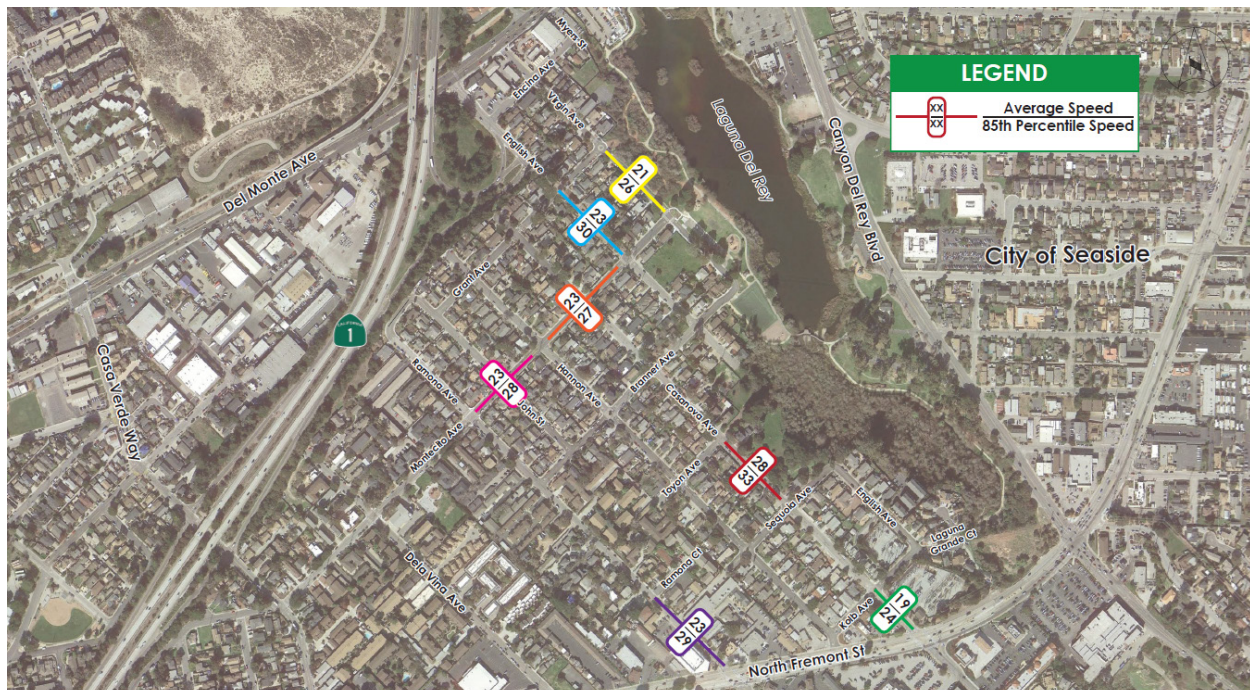 LEGEND
XX
XX
Average Speed
85th Percentile Speed
Myers St
Encina Ave
Virgin Ave
English Ave
Laguna Del Rey
Canyon Del Rey Blvd
Del Monte Ave
21
26
23
30
City of Seaside
Grant Ave
23
27
CALIFORNIA
1
Casa Verde Way
Ramona Ave
23
28
John St
Hannon Ave
Branner Ave
Casanova Ave
Montecito Ave
28
33
Toyon Ave
Sequoia Ave
English Ave
Laguna
Grande Ct
Ramona Ct
Dela Vina Ave
19
24
Kolb Ave
23
29
North Fremont St